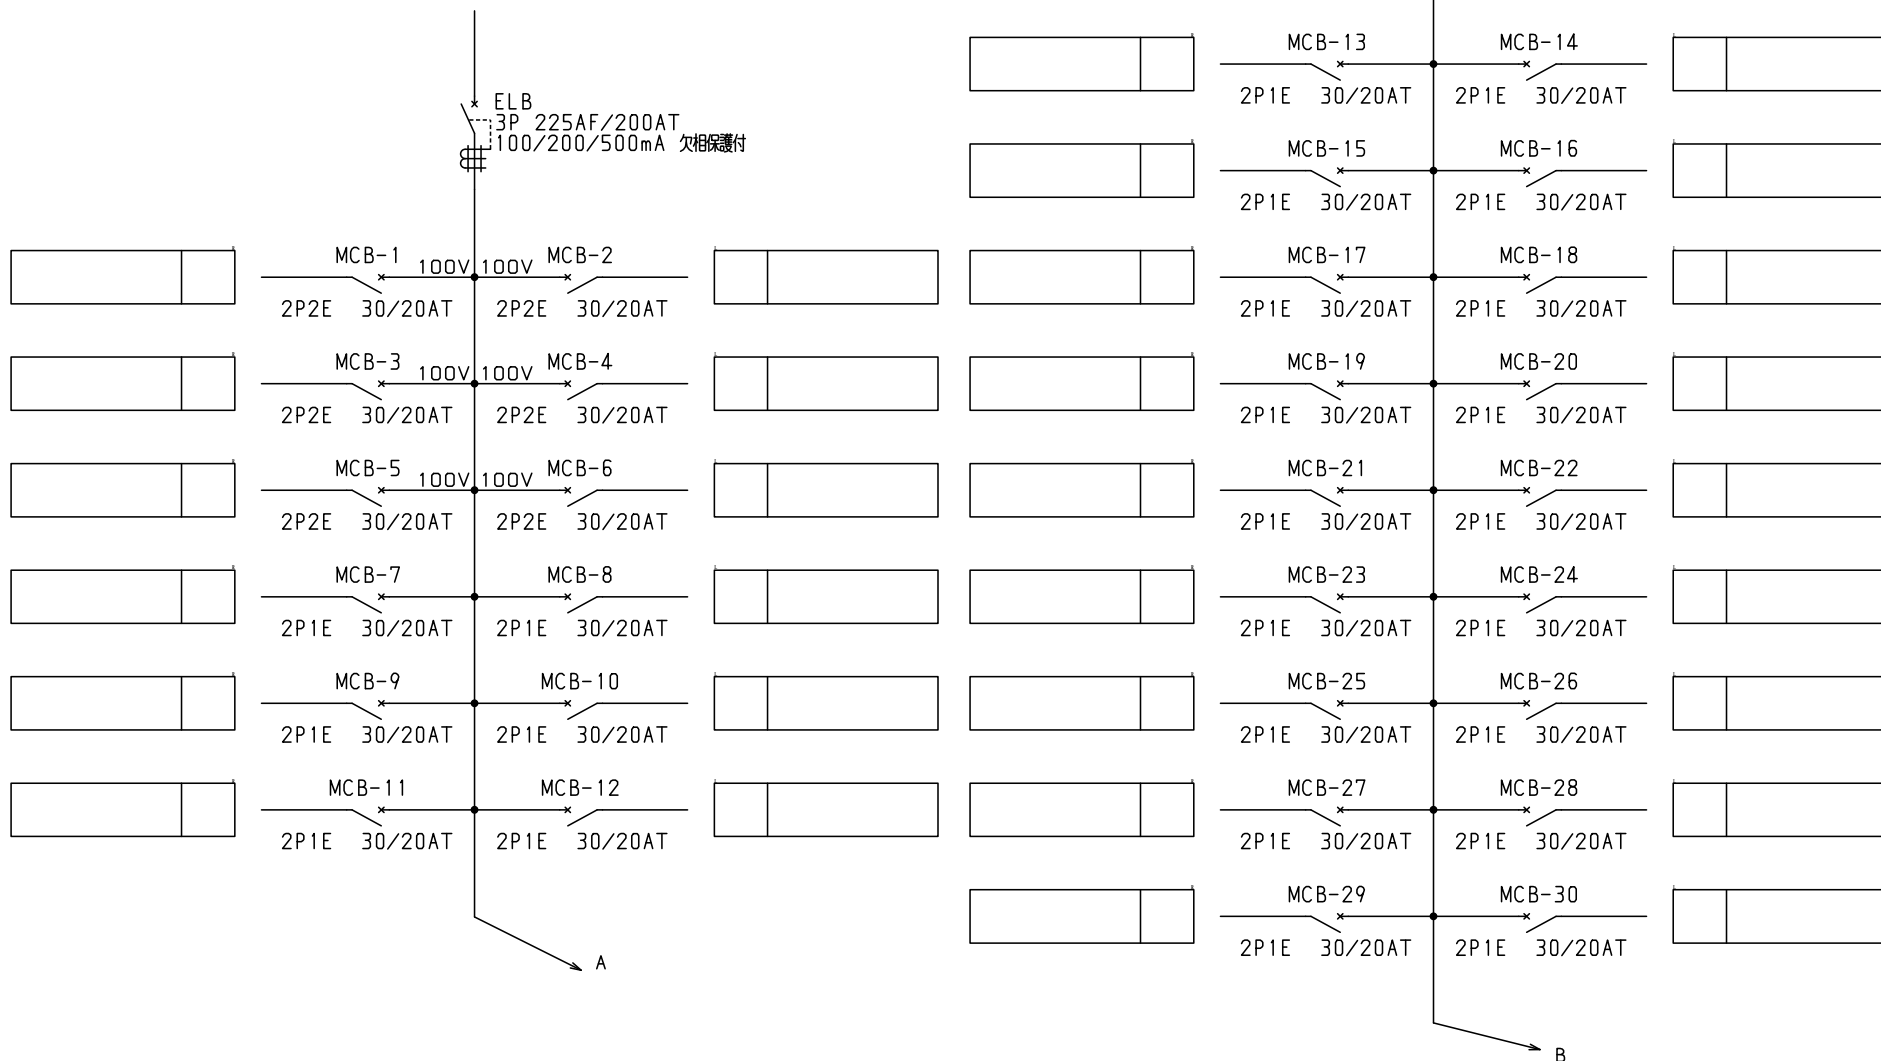 ELB
3P 225AF/200AT
100/200/500mA 欠相保護付
MCB-1 100V 100V MCB-2
2P2E 30/20AT 2P2E 30/20AT
MCB-3 100V 100V MCB-4
2P2E 30/20AT 2P2E 30/20AT
MCB-5 100V 100V MCB-6
2P2E 30/20AT 2P2E 30/20AT
MCB-7 MCB-8
2P1E 30/20AT 2P1E 30/20AT
MCB-9 MCB-10
2P1E 30/20AT 2P1E 30/20AT
MCB-11 MCB-12
2P1E 30/20AT 2P1E 30/20AT
A
MCB-13 MCB-14
2P1E 30/20AT 2P1E 30/20AT
MCB-15 MCB-16
2P1E 30/20AT 2P1E 30/20AT
MCB-17 MCB-18
2P1E 30/20AT 2P1E 30/20AT
MCB-19 MCB-20
2P1E 30/20AT 2P1E 30/20AT
MCB-21 MCB-22
2P1E 30/20AT 2P1E 30/20AT
MCB-23 MCB-24
2P1E 30/20AT 2P1E 30/20AT
MCB-25 MCB-26
2P1E 30/20AT 2P1E 30/20AT
MCB-27 MCB-28
2P1E 30/20AT 2P1E 30/20AT
MCB-29 MCB-30
2P1E 30/20AT 2P1E 30/20AT
B